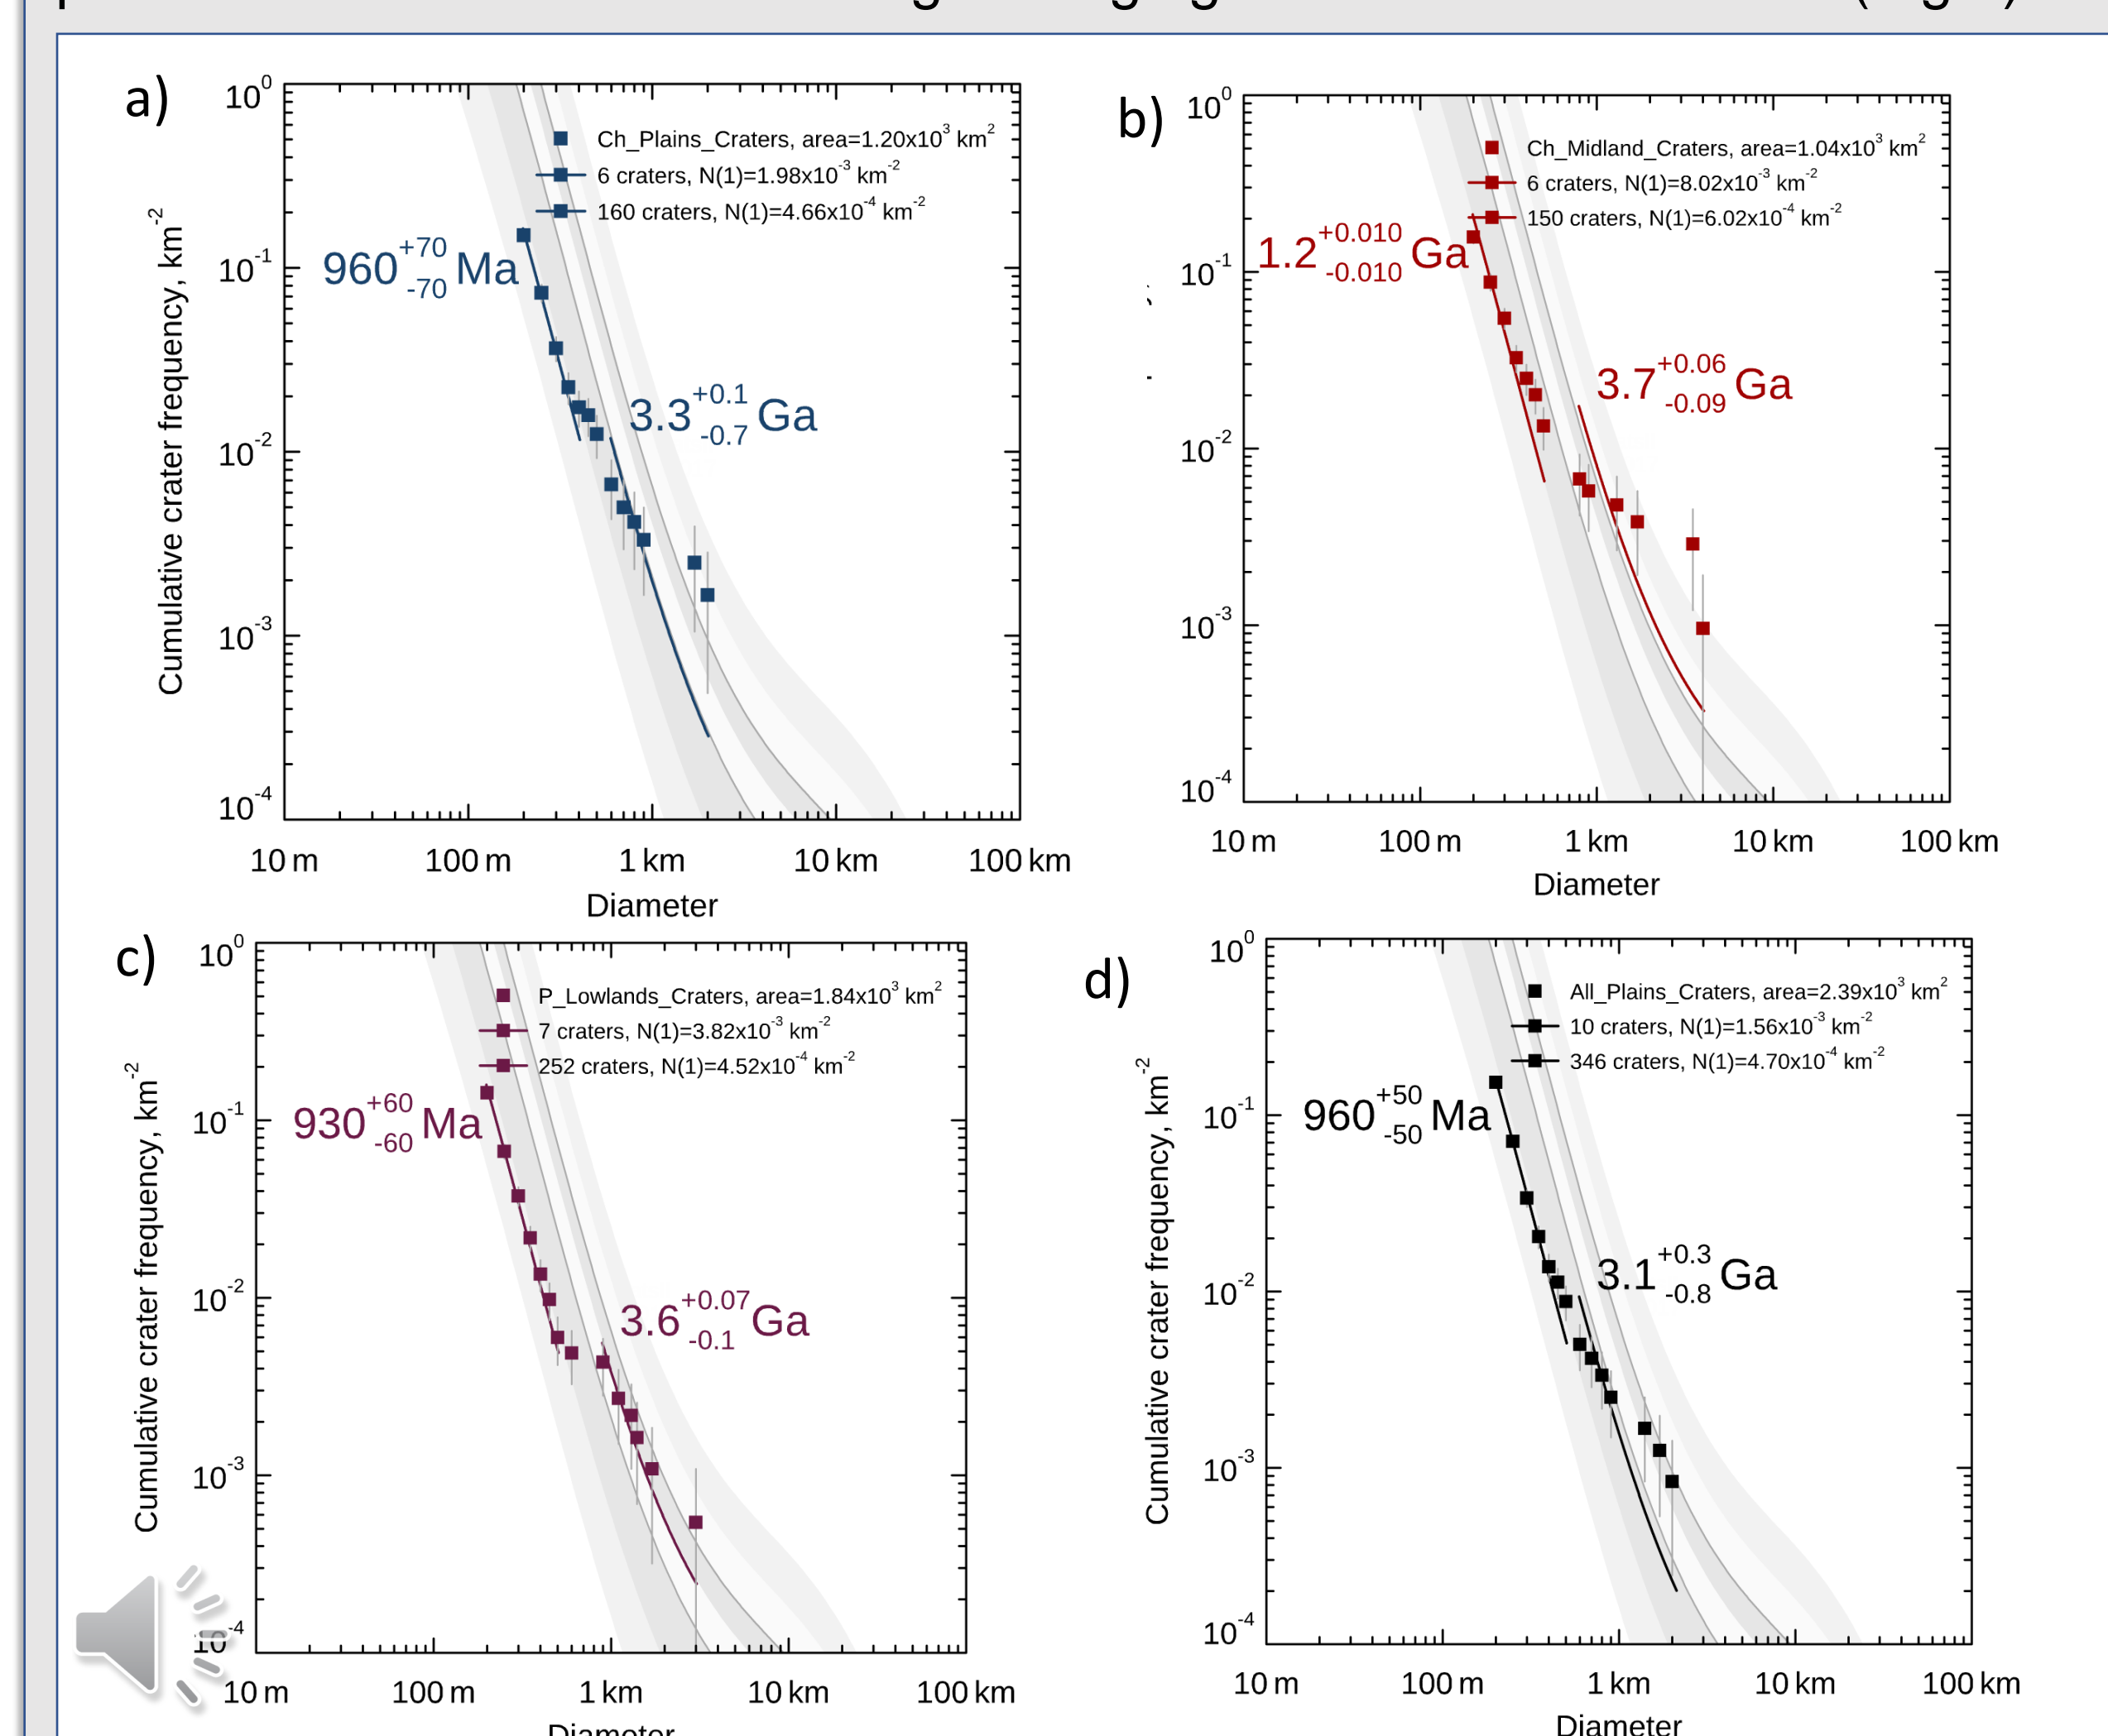 a)
10^0
10^-1
10^-2
10^-3
10^-4
Cumulative crater frequency, km^-2
Ch_Plains_Craters, area=1.20x10^3 km^2
6 craters, N(1)=1.98x10^-3 km^-2
160 craters, N(1)=4.66x10^-4 km^-2
960 +70 -70 Ma
3.3 +0.1 -0.7 Ga
10 m 100 m 1 km 10 km 100 km
Diameter
b)
10^0
10^-1
10^-2
10^-3
10^-4
Ch_Midland_Craters, area=1.04x10^3 km^2
6 craters, N(1)=8.02x10^-3 km^-2
150 craters, N(1)=6.02x10^-4 km^-2
1.2 +0.010 -0.010 Ga
3.7 +0.06 -0.09 Ga
10 m 100 m 1 km 10 km 100 km
Diameter
c)
10^0
10^-1
10^-2
10^-3
10^-4
Cumulative crater frequency, km^-2
P_Lowlands_Craters, area=1.84x10^3 km^2
7 craters, N(1)=3.82x10^-3 km^-2
252 craters, N(1)=4.52x10^-4 km^-2
930 +60 -60 Ma
3.6 +0.07 -0.1 Ga
10 m 100 m 1 km 10 km 100 km
Diameter
d)
10^0
10^-1
10^-2
10^-3
10^-4
Cumulative crater frequency, km^-2
All_Plains_Craters, area=2.39x10^3 km^2
10 craters, N(1)=1.56x10^-3 km^-2
346 craters, N(1)=4.70x10^-4 km^-2
960 +50 -50 Ma
3.1 +0.3 -0.8 Ga
10 m 100 m 1 km 10 km 100 km
Diameter